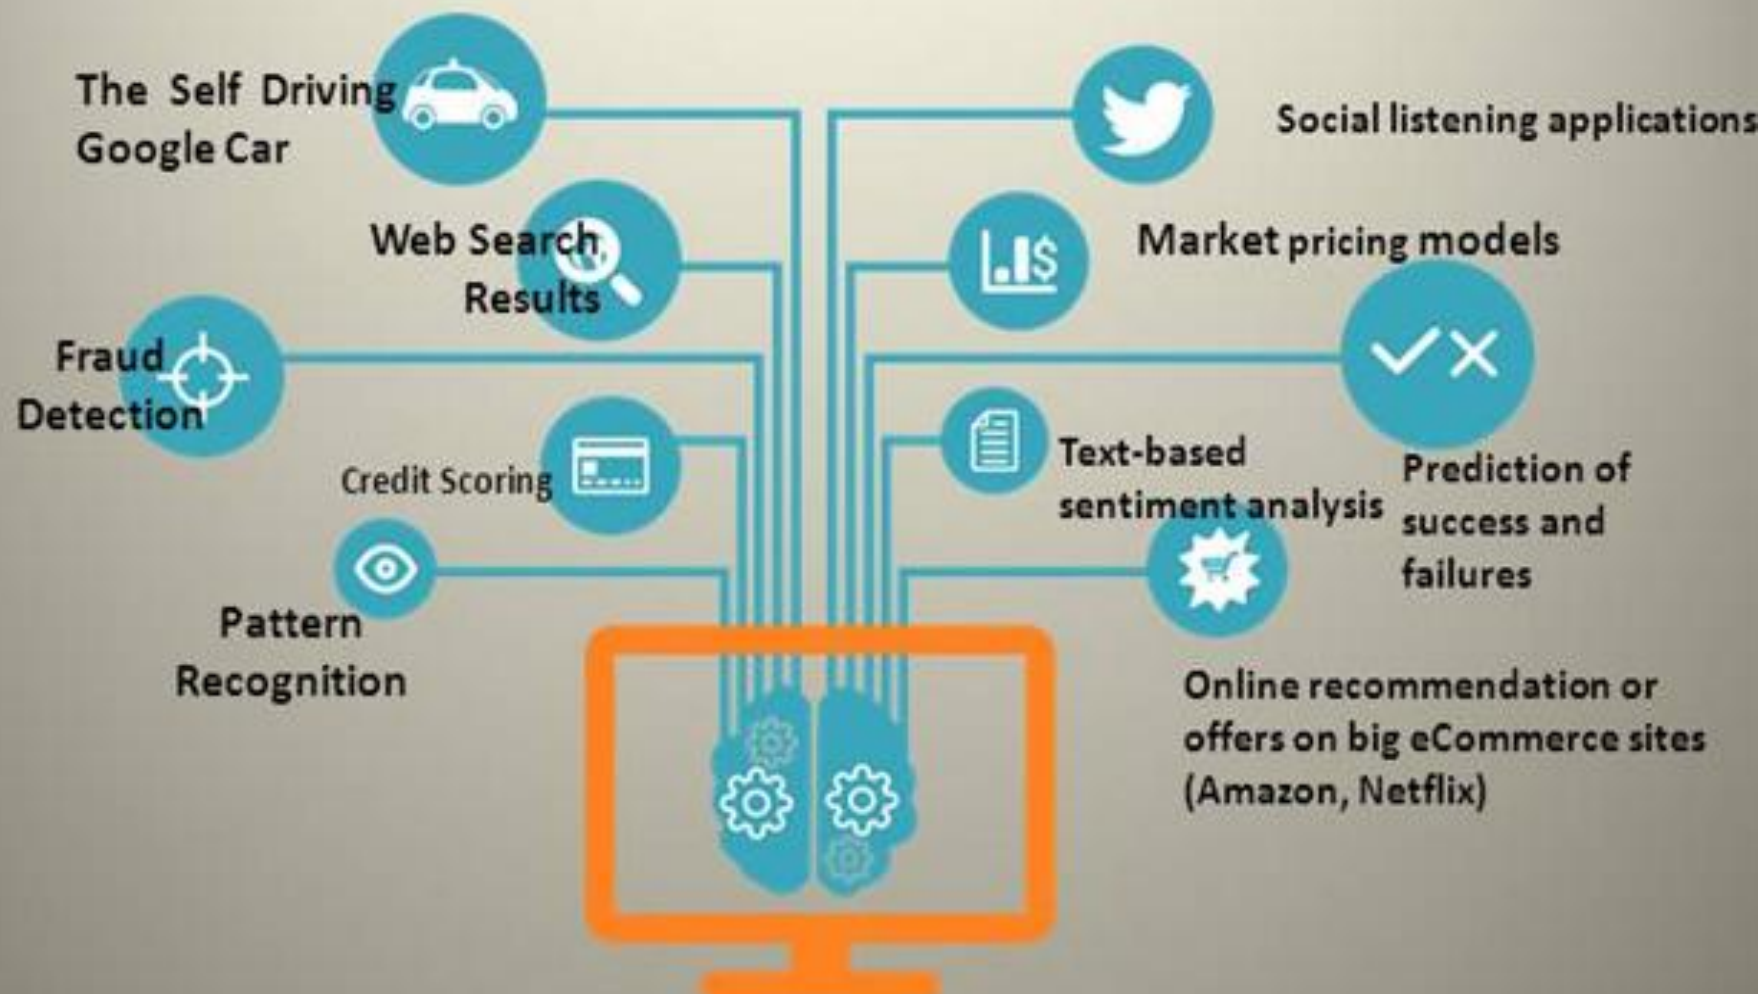 The Self Driving
Google Car
Web Search
Results
Fraud
Detection
Credit Scoring
Pattern
Recognition
Social listening applications
Market pricing models
Text-based
sentiment analysis
Prediction of
success and
failures
Online recommendation or
offers on big eCommerce sites
(Amazon, Netflix)